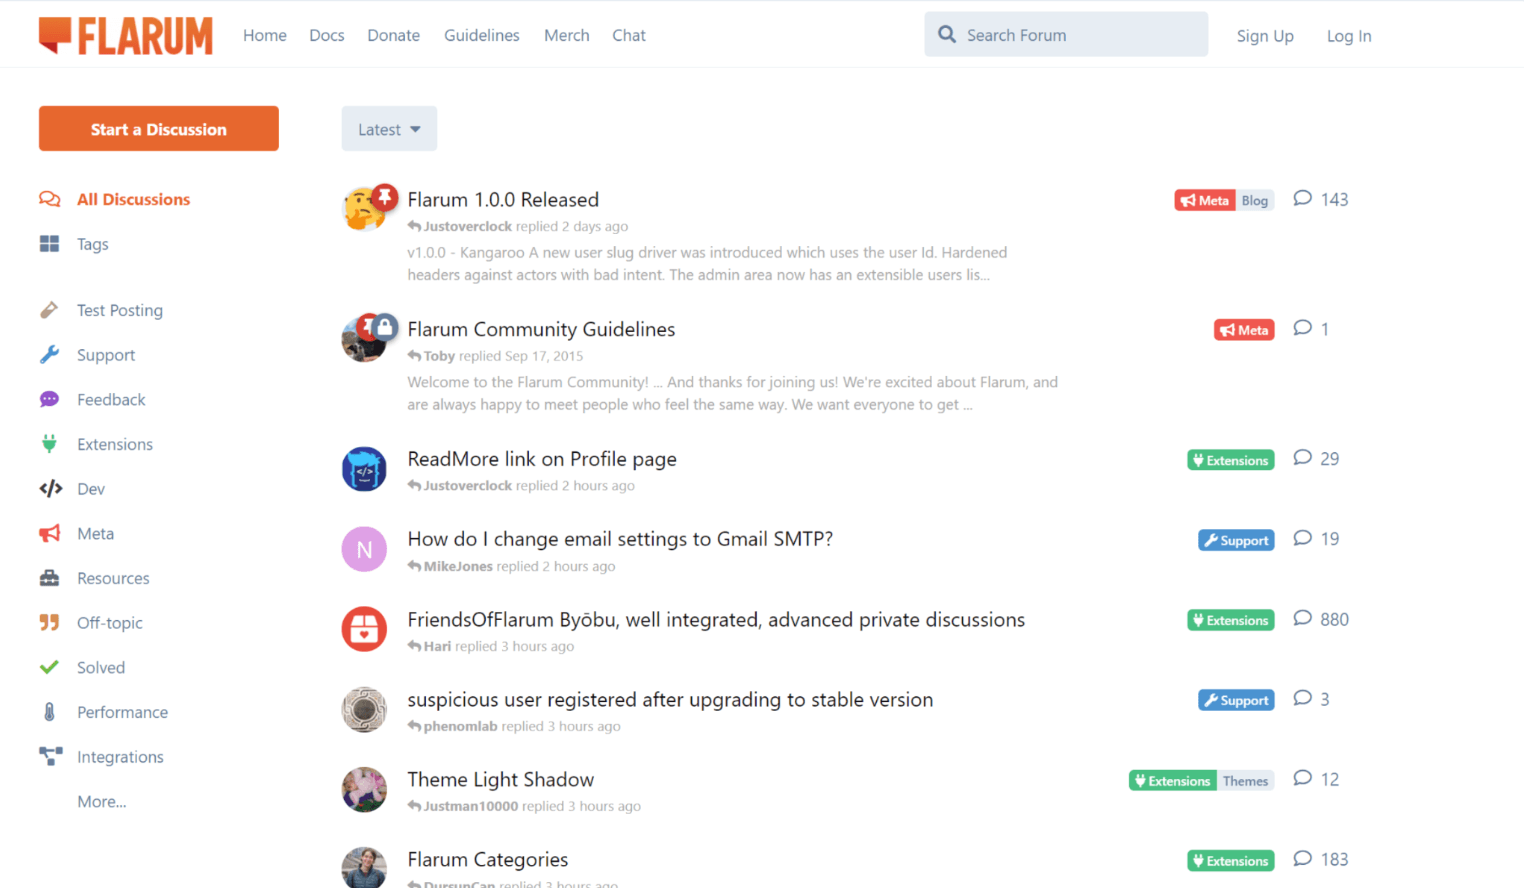 FLARUM Home Docs Donate Guidelines Merch Chat Search Forum Sign Up Log In
Start a Discussion
All Discussions
Tags
Test Posting
Support
Feedback
Extensions
Dev
Meta
Resources
Off-topic
Solved
Performance
Integrations
More...
Latest
Flarum 1.0.0 Released Meta Blog 143
Justoverclock replied 2 days ago
v1.0.0 - Kangaroo A new user slug driver was introduced which uses the user Id. Hardened
headers against actors with bad intent. The admin area now has an extensible users lis...
Flarum Community Guidelines Meta 1
Toby replied Sep 17, 2015
Welcome to the Flarum Community! ... And thanks for joining us! We're excited about Flarum, and
are always happy to meet people who feel the same way. We want everyone to get ...
ReadMore link on Profile page Extensions 29
Justoverclock replied 2 hours ago
N
How do I change email settings to Gmail SMTP? Support 19
MikeJones replied 2 hours ago
FriendsOfFlarum Byōbu, well integrated, advanced private discussions Extensions 880
Hari replied 3 hours ago
suspicious user registered after upgrading to stable version Support 3
phenomlab replied 3 hours ago
Theme Light Shadow Extensions Themes 12
Justman10000 replied 3 hours ago
Flarum Categories Extensions 183
DursunCan replied 3 hours ago